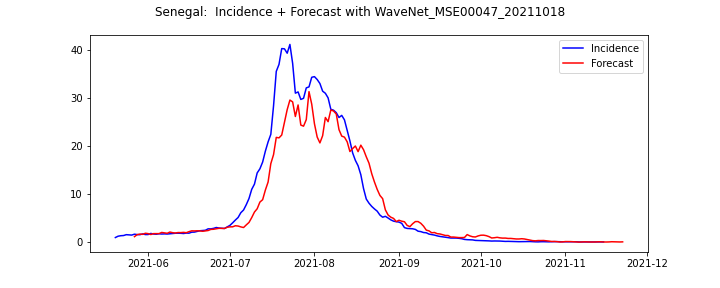 Senegal:  Incidence + Forecast with WaveNet_MSE00047_20211018
Incidence
Forecast
40
30
20
10
0
2021-06 2021-07 2021-08 2021-09 2021-10 2021-11 2021-12